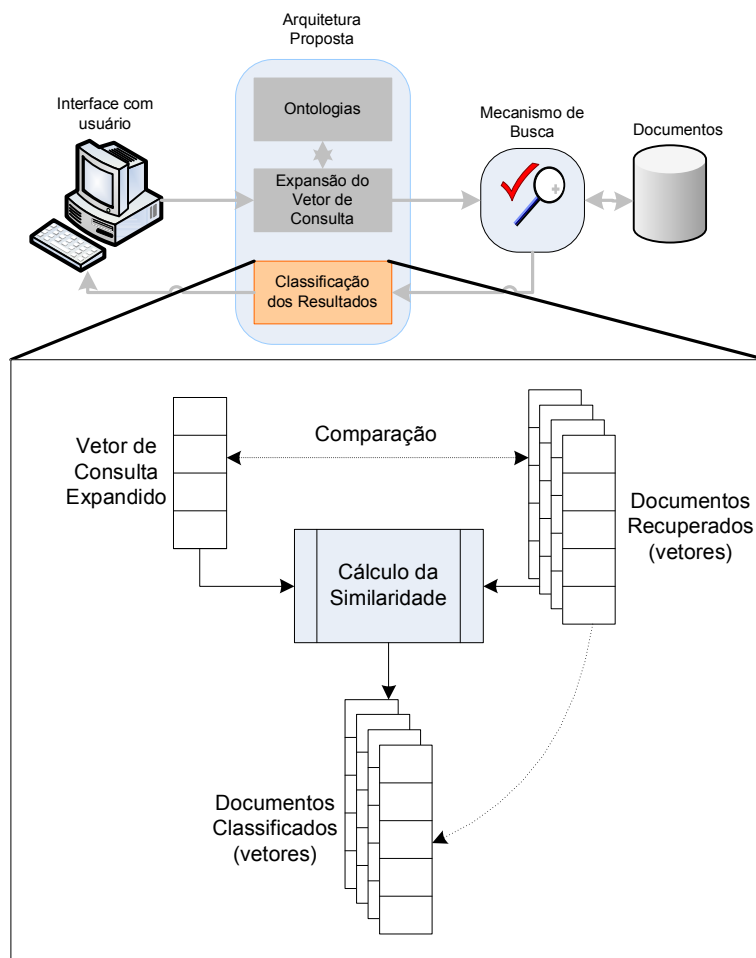 Arquitetura
Proposta
Interface com
usuário
Ontologias
Mecanismo de
Busca
Documentos
Expansão do
Vetor de
Consulta
Classificação
dos Resultados
Vetor de
Consulta
Expandido
Comparação
Documentos
Recuperados
(vetores)
Cálculo da
Similaridade
Documentos
Classificados
(vetores)